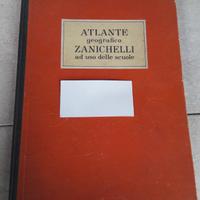 ATLANTE
geografico
ZANICHELLI
ad uso delle scuole